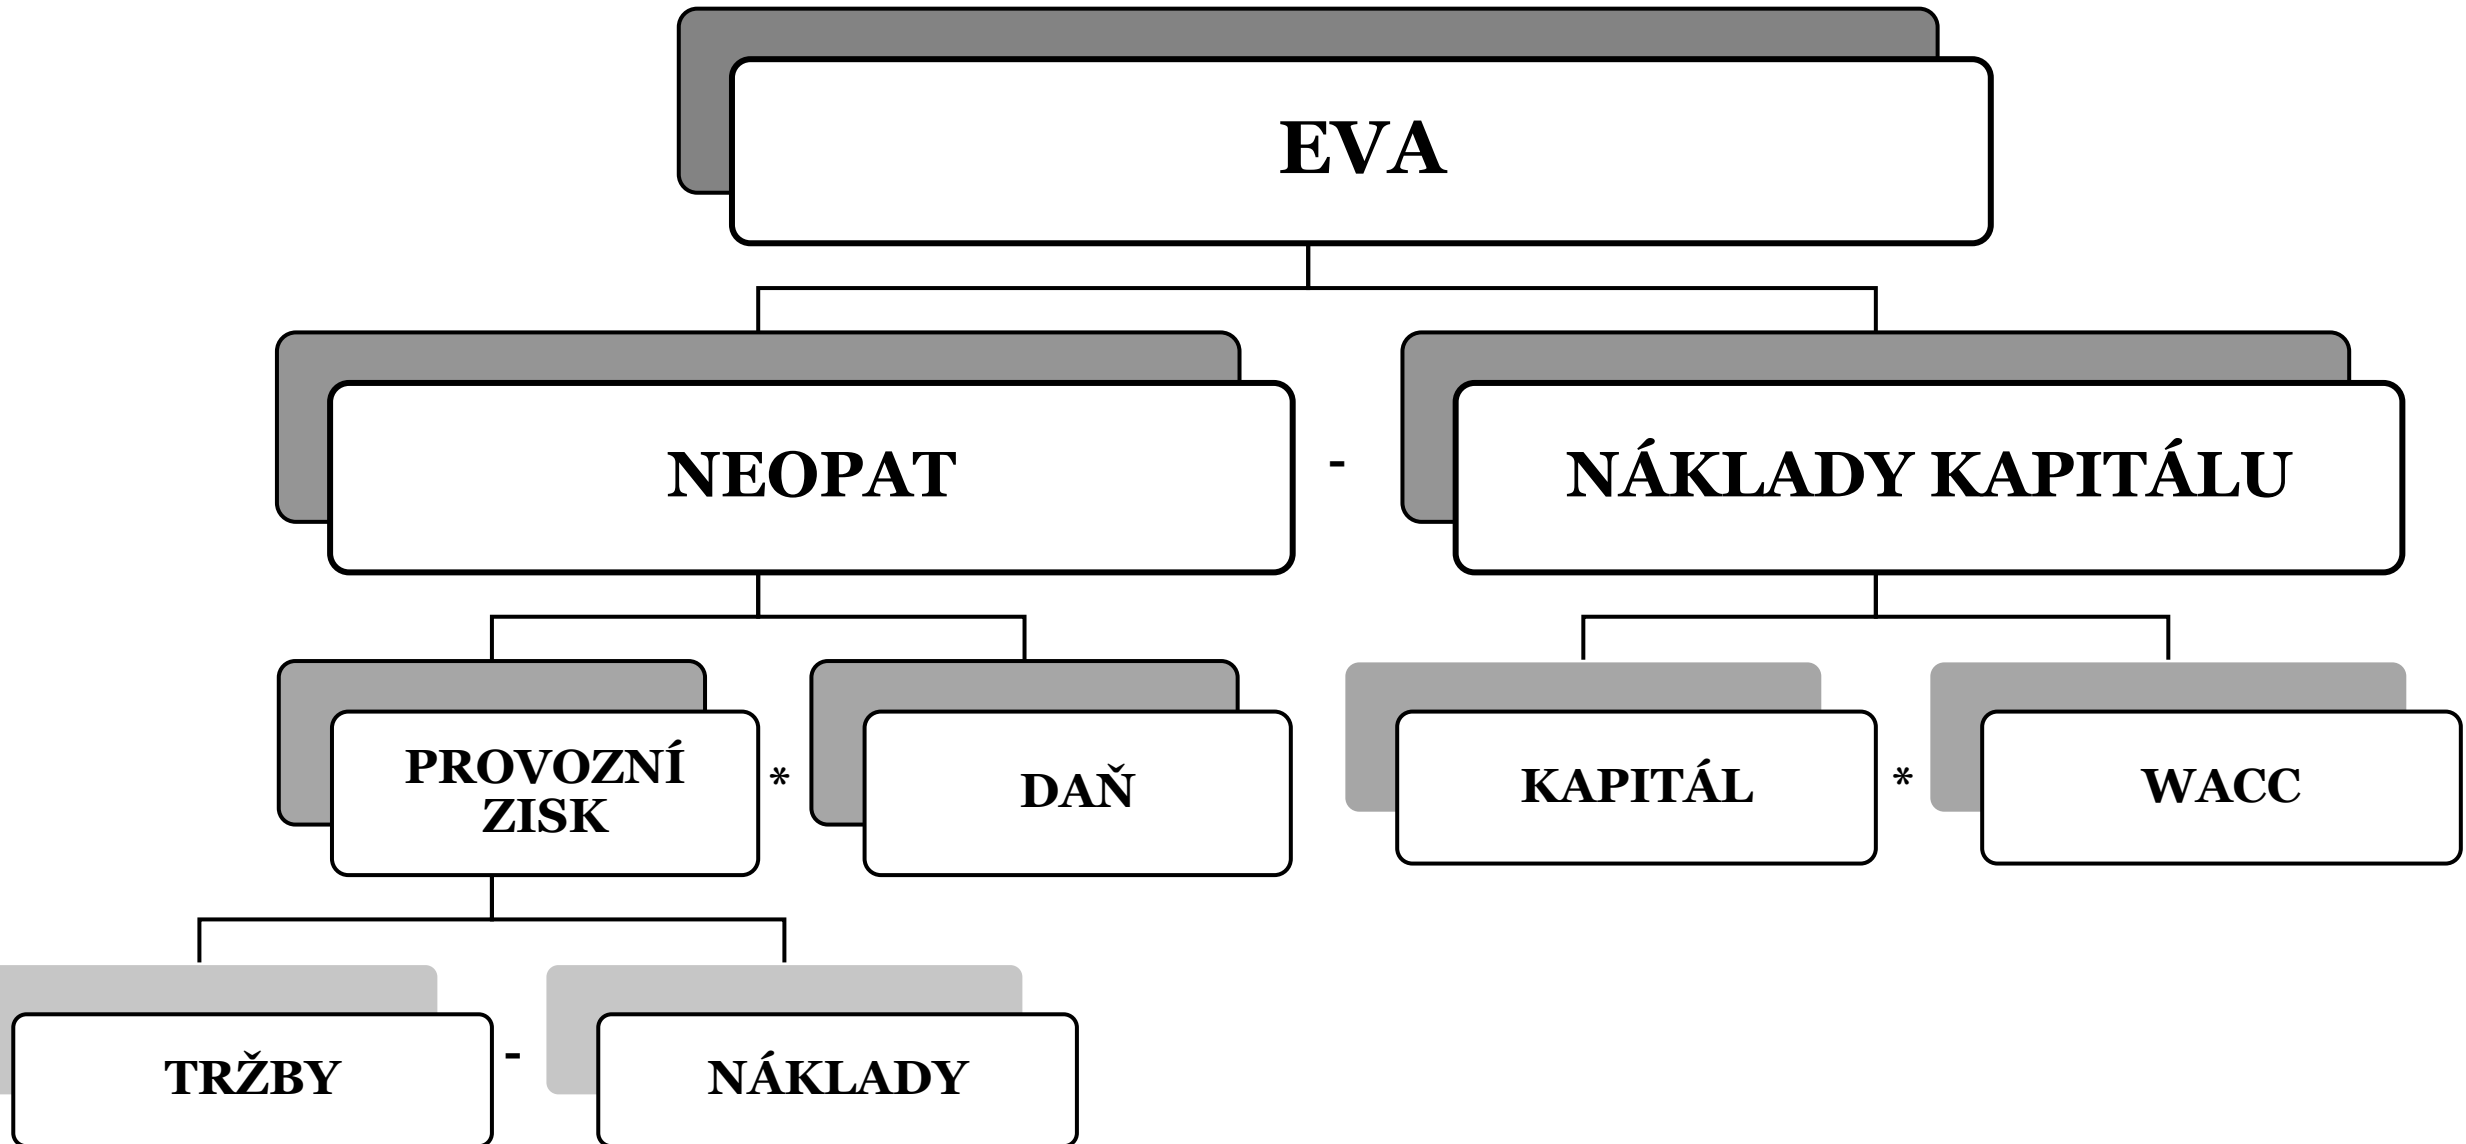 EVA
NEOPAT
-
NÁKLADY KAPITÁLU
PROVOZNÍ
ZISK
*
DAŇ
KAPITÁL
*
WACC
TRŽBY
-
NÁKLADY